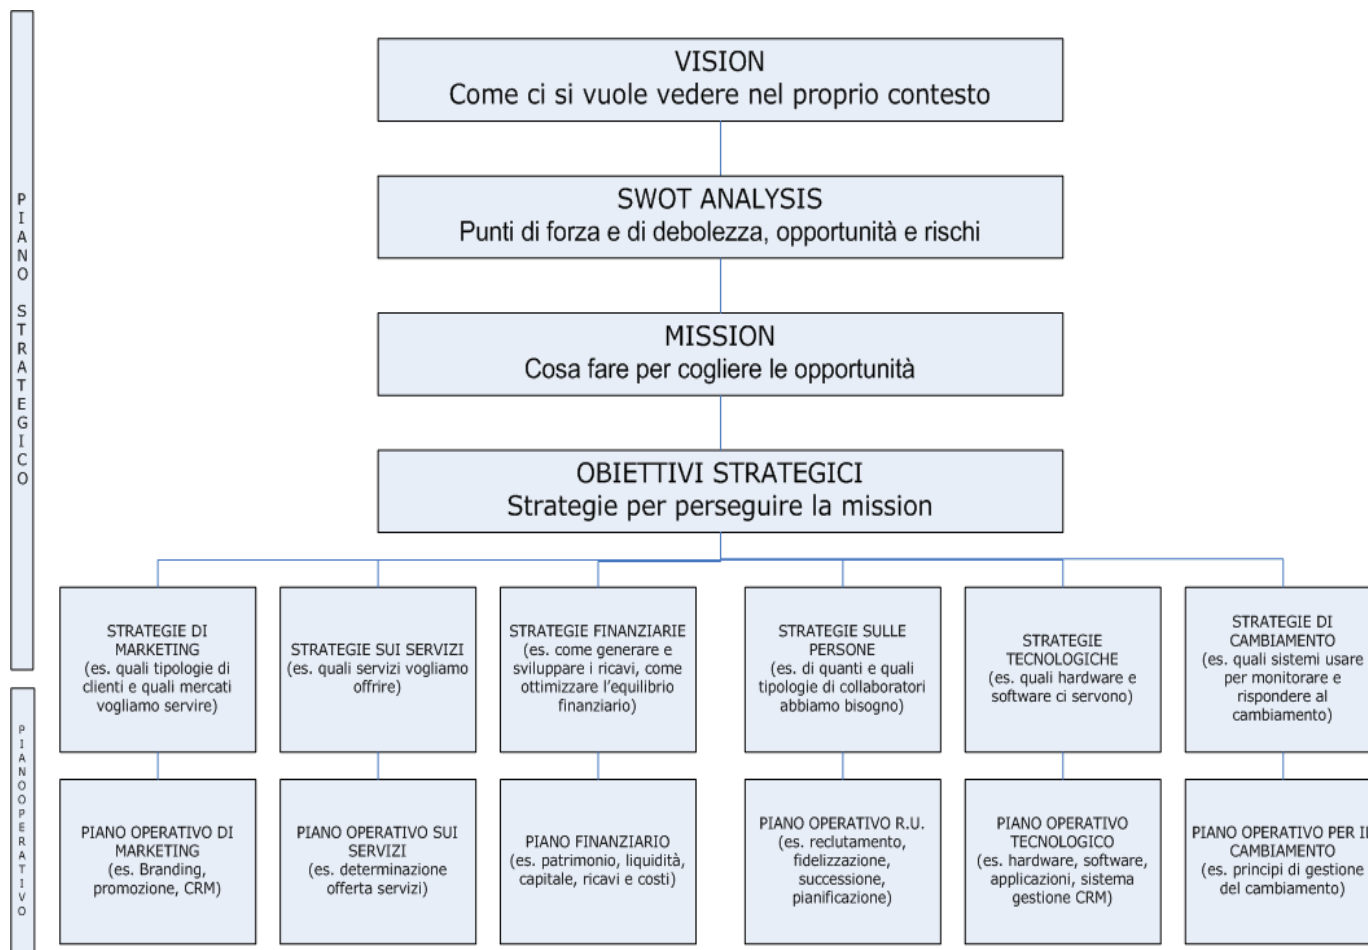 PIANO STRATEGICO
VISION
Come ci si vuole vedere nel proprio contesto
SWOT ANALYSIS
Punti di forza e di debolezza, opportunità e rischi
MISSION
Cosa fare per cogliere le opportunità
OBIETTIVI STRATEGICI
Strategie per perseguire la mission
STRATEGIE DI
MARKETING
(es. quali tipologie di
clienti e quali mercati
vogliamo servire)
STRATEGIE SUI SERVIZI
(es. quali servizi vogliamo
offrire)
STRATEGIE FINANZIARIE
(es. come generare e
sviluppare i ricavi, come
ottimizzare l'equilibrio
finanziario)
STRATEGIE SULLE
PERSONE
(es. di quanti e quali
tipologie di collaboratori
abbiamo bisogno)
STRATEGIE
TECNOLOGICHE
(es. quali hardware e
software ci servono)
STRATEGIE DI
CAMBIAMENTO
(es. quali sistemi usare
per monitorare e
rispondere al
cambiamento)
PIANOOPERATIVO
PIANO OPERATIVO DI
MARKETING
(es. Branding,
promozione, CRM)
PIANO OPERATIVO SUI
SERVIZI
(es. determinazione
offerta servizi)
PIANO FINANZIARIO
(es. patrimonio, liquidità,
capitale, ricavi e costi)
PIANO OPERATIVO R.U.
(es. reclutamento,
fidelizzazione,
successione,
pianificazione)
PIANO OPERATIVO
TECNOLOGICO
(es. hardware, software,
applicazioni, sistema
gestione CRM)
PIANO OPERATIVO PER IL
CAMBIAMENTO
(es. principi di gestione
del cambiamento)